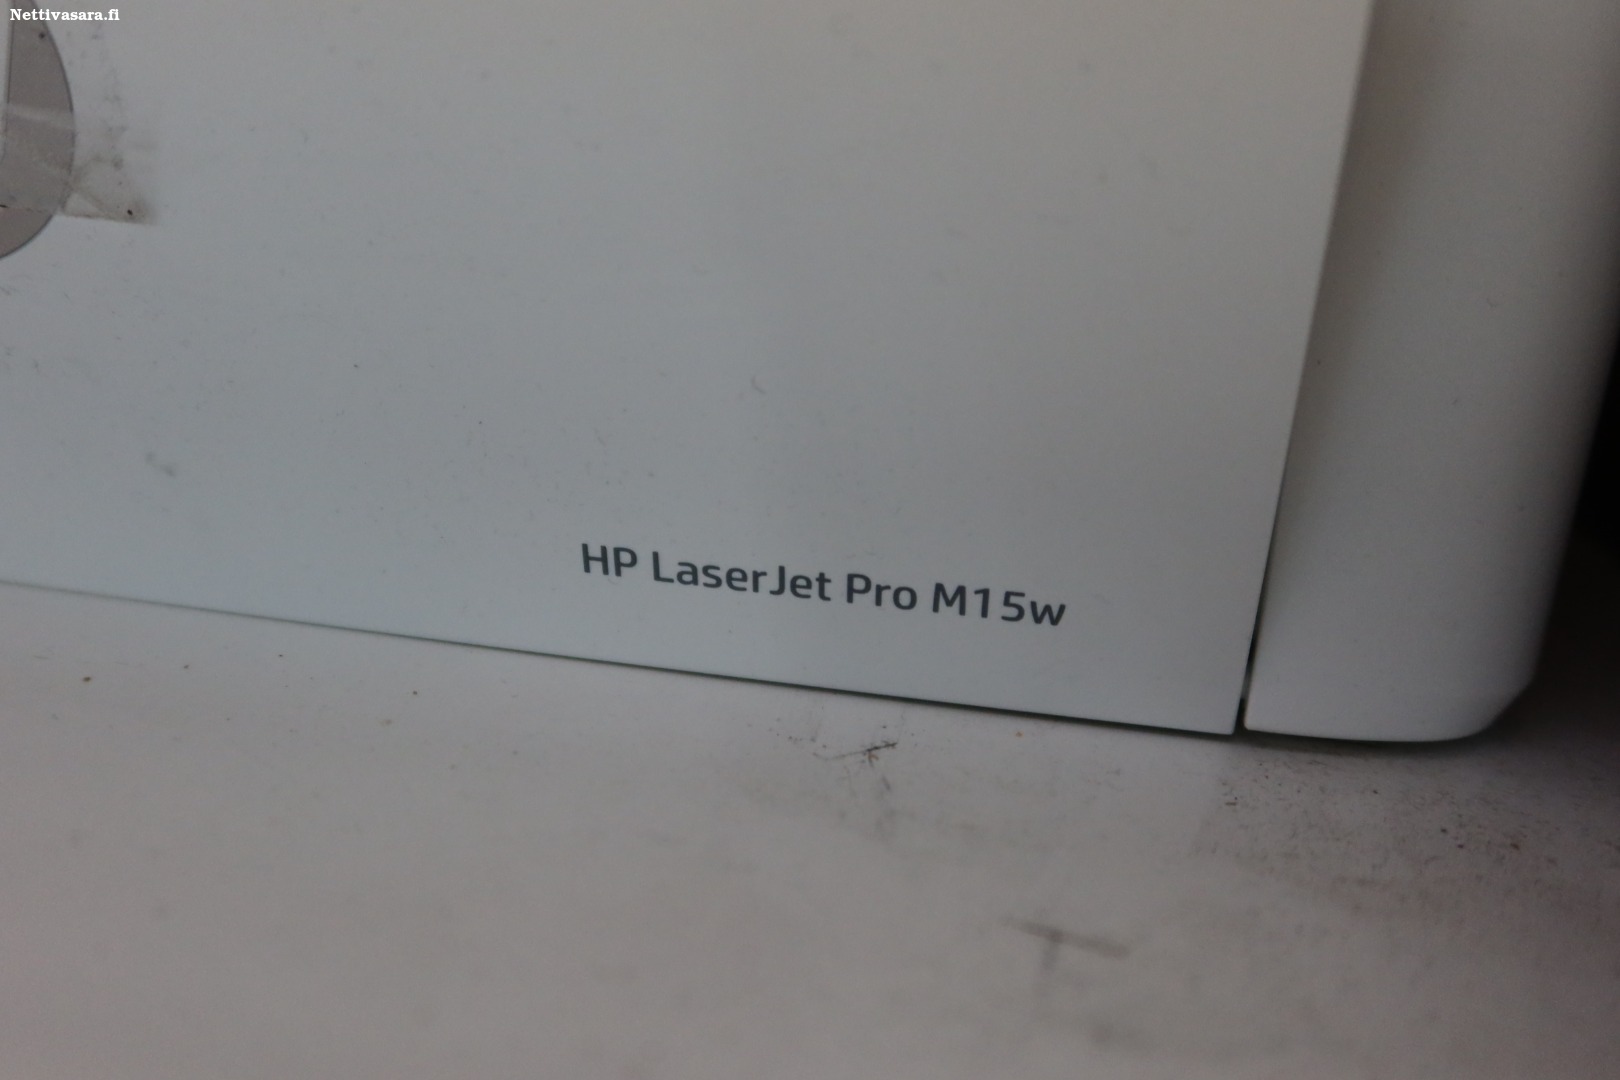 Nettivasara.fi
HP LaserJet Pro M15w